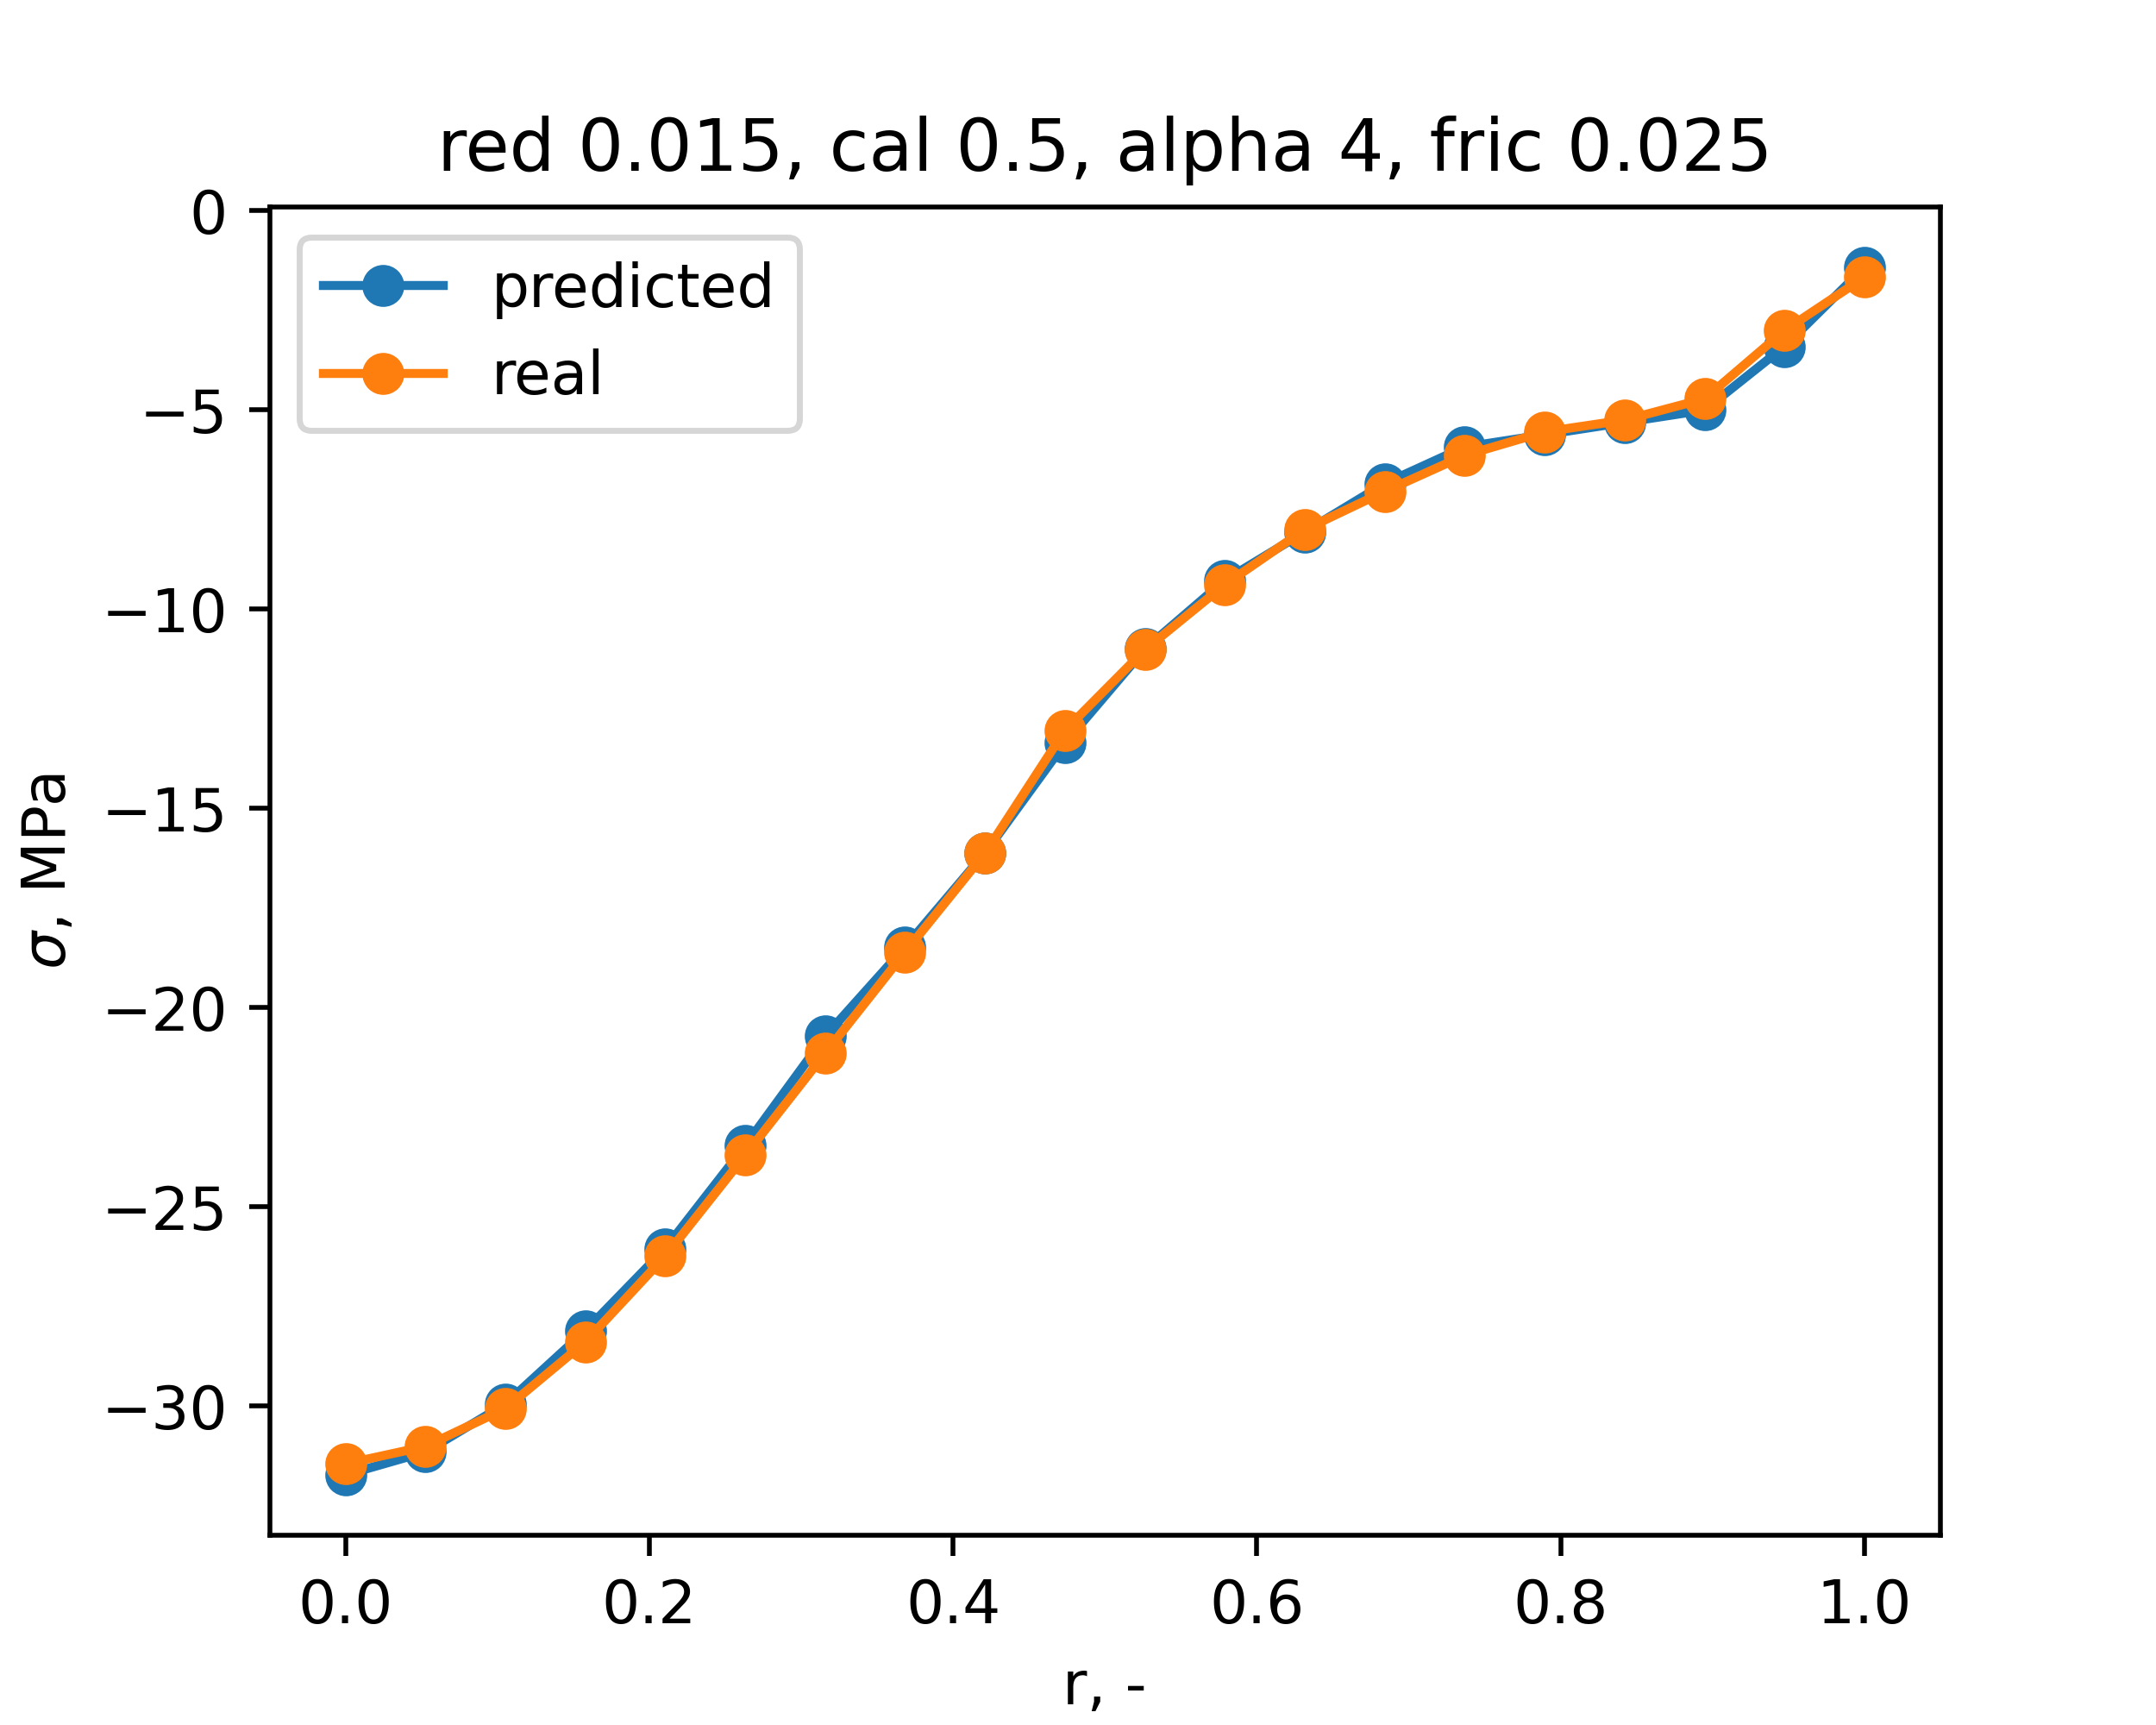 red 0.015, cal 0.5, alpha 4, fric 0.025
predicted
real
0
−5
−10
−15
−20
−25
−30
σ, MPa
0.0 0.2 0.4 0.6 0.8 1.0
r, -